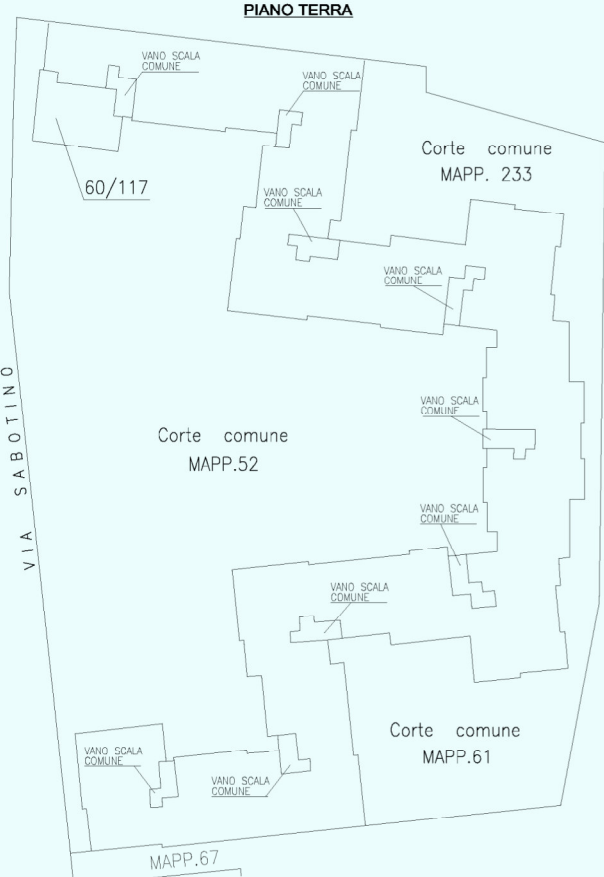 PIANO TERRA
VANO SCALA
COMUNE
VANO SCALA
COMUNE
Corte comune
MAPP. 233
60/117
VANO SCALA
COMUNE
VANO SCALA
COMUNE
VIA SABOTINO
VANO SCALA
COMUNE
Corte comune
MAPP.52
VANO SCALA
COMUNE
VANO SCALA
COMUNE
Corte comune
MAPP.61
VANO SCALA
COMUNE
VANO SCALA
COMUNE
MAPP.67